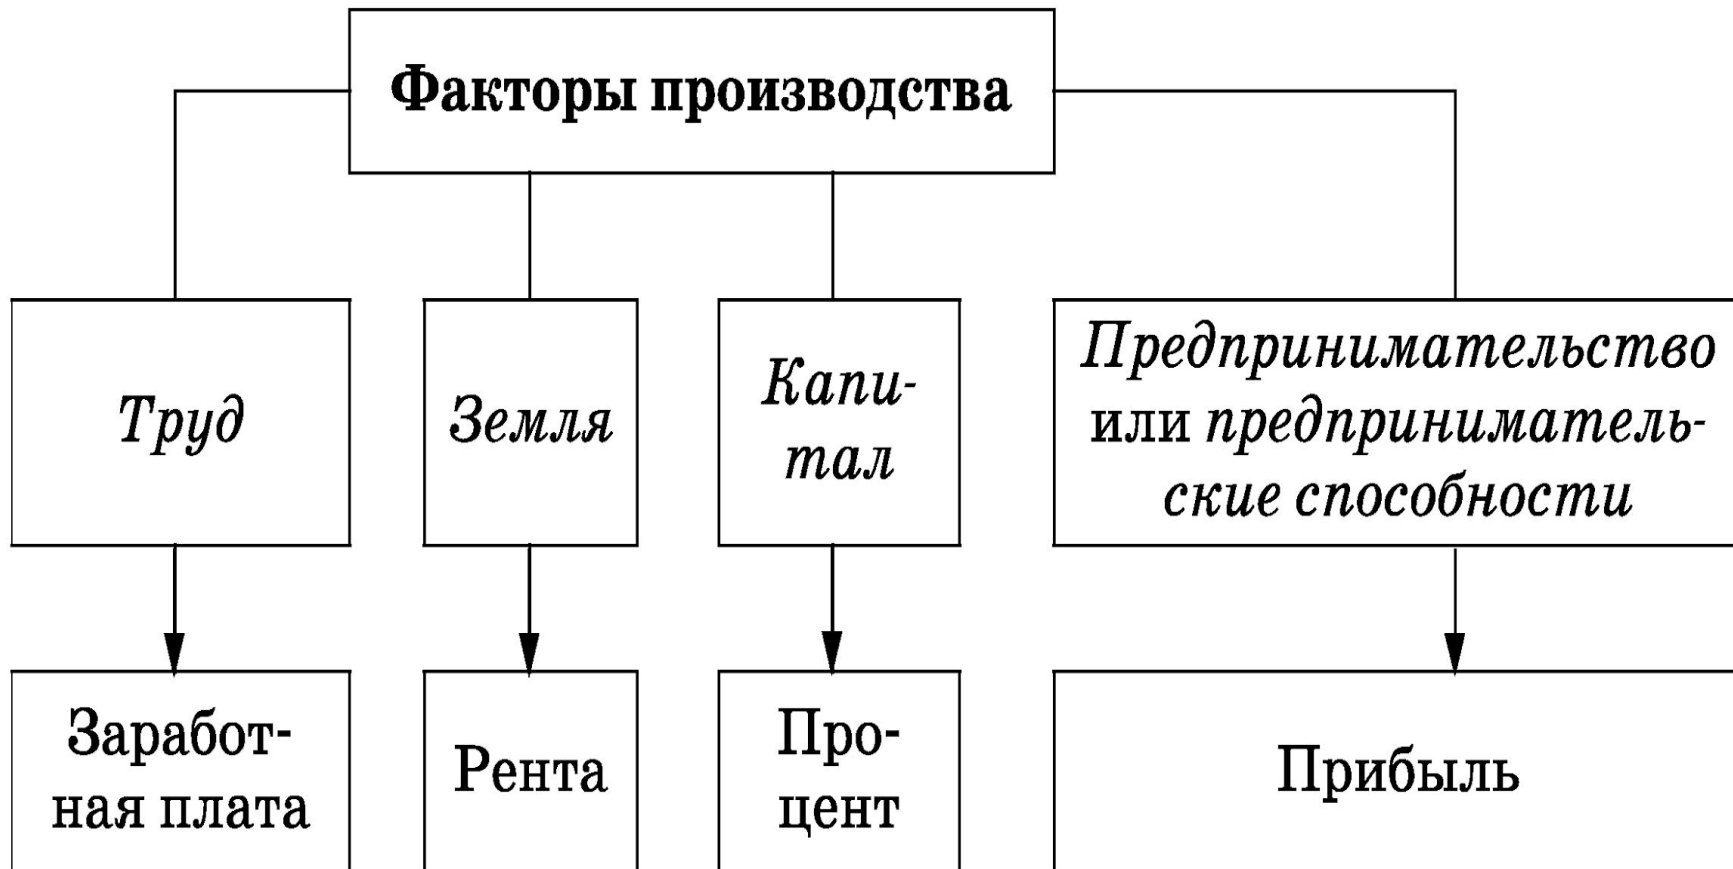 Факторы производства
Труд
Земля
Капи-
тал
Предпринимательство
или предприниматель-
ские способности
Заработ-
ная плата
Рента
Про-
цент
Прибыль